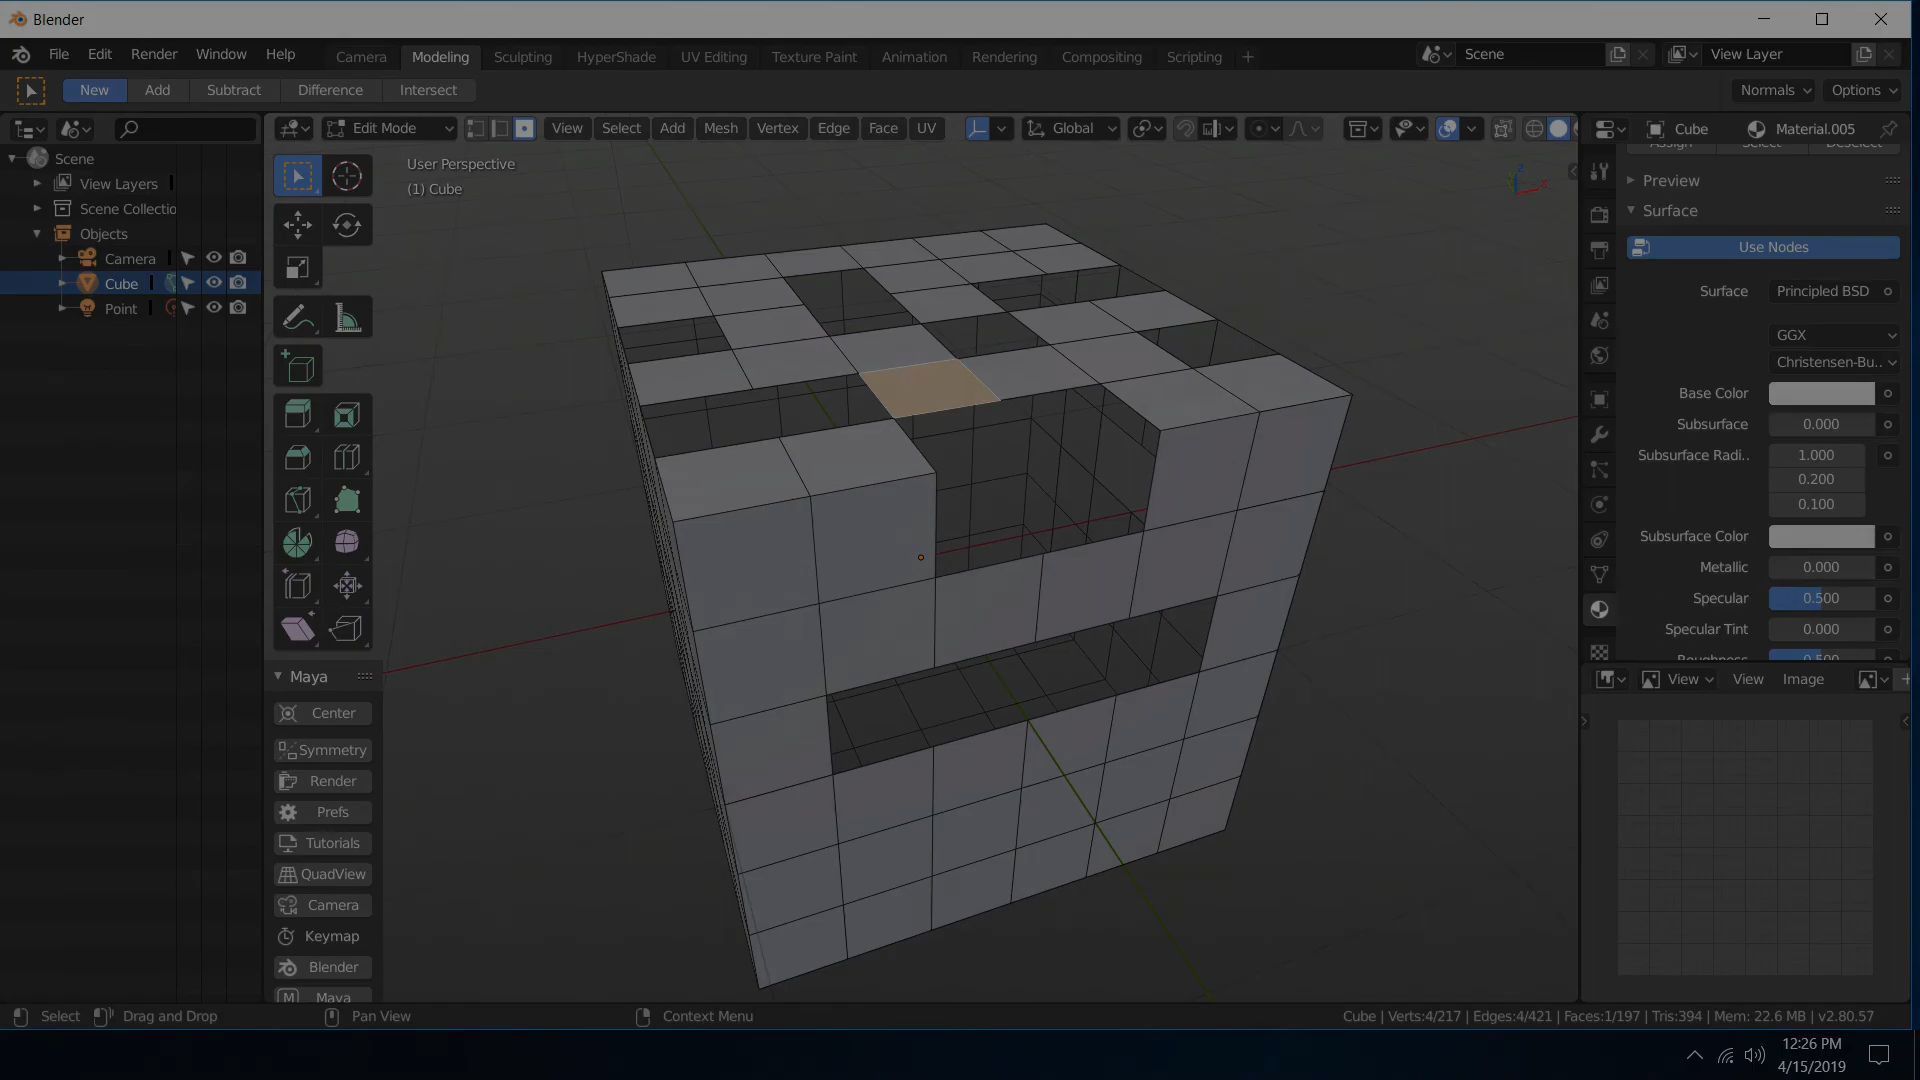 Blender
File Edit Render Window Help
Camera Modeling Sculpting HyperShade UV Editing Texture Paint Animation Rendering Compositing Scripting +
Scene
View Layer
New Add Subtract Difference Intersect
Normals Options
Edit Mode View Select Add Mesh Vertex Edge Face UV Global
Cube Material.005
Assign Select Deselect
Scene
View Layers
Scene Collectio
Objects
Camera
Cube
Point
User Perspective
(1) Cube
Z
X
Maya
Center
Symmetry
Render
Prefs
Tutorials
QuadView
Camera
Keymap
Blender
M Maya
Preview
Surface
Use Nodes
Surface Principled BSD
GGX
Christensen-Bu..
Base Color
Subsurface 0.000
Subsurface Radi.. 1.000
0.200
0.100
Subsurface Color
Metallic 0.000
Specular 0.500
Specular Tint 0.000
Roughness 0.500
View View Image
Select Drag and Drop Pan View Context Menu
Cube | Verts:4/217 | Edges:4/421 | Faces:1/197 | Tris:394 | Mem: 22.6 MB | v2.80.57
12:26 PM
4/15/2019